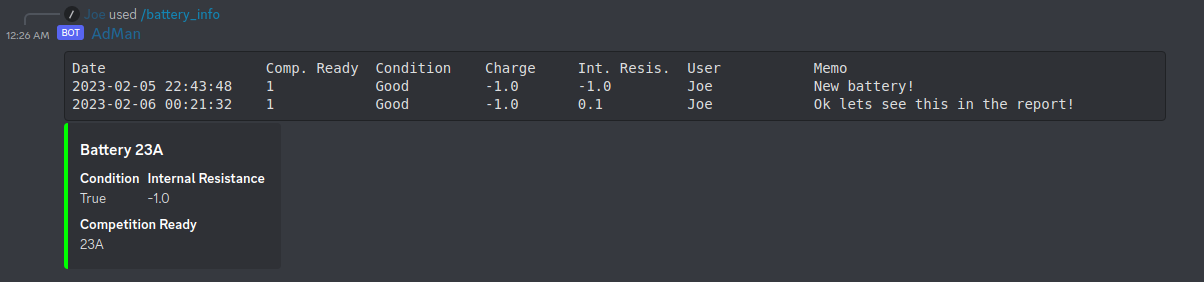 / Joe used /battery_info
12:26 AM BOT AdMan
Date Comp. Ready Condition Charge Int. Resis. User Memo
2023-02-05 22:43:48 1 Good -1.0 -1.0 Joe New battery!
2023-02-06 00:21:32 1 Good -1.0 0.1 Joe Ok lets see this in the report!
Battery 23A
Condition Internal Resistance
True -1.0
Competition Ready
23A